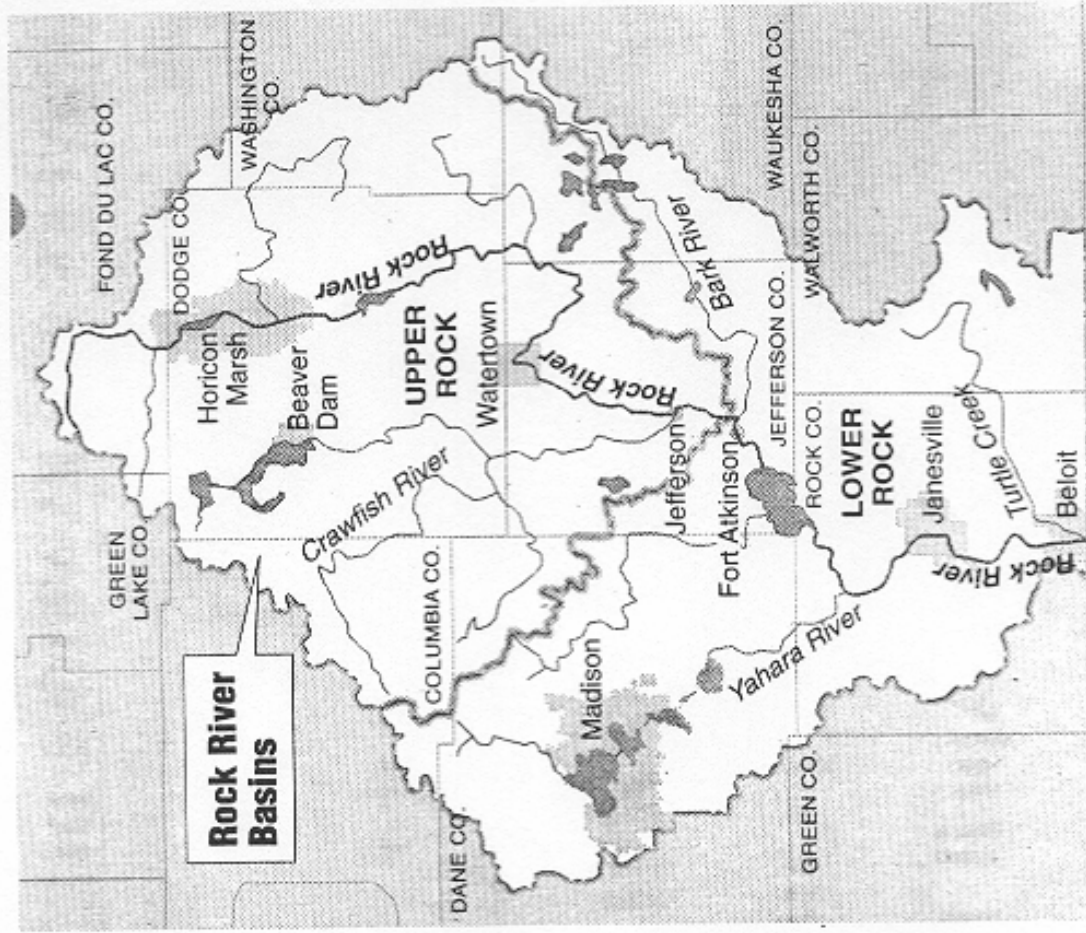 FOND DU LAC CO.
GREEN
LAKE CO.
WASHINGTON
CO.
DODGE CO.
Horicon
Marsh
Rock River
Basins
Beaver
Dam
Rock River
Crawfish River
UPPER
ROCK
COLUMBIA CO.
DANE CO.
Watertown
Rock River
Bark River
Madison
Jefferson
Fort Atkinson
Yahara River
WAUKESHA CO.
JEFFERSON CO.
WALWORTH CO.
ROCK CO.
GREEN CO.
LOWER
ROCK
Janesville
Turtle Creek
Rock River
Beloit